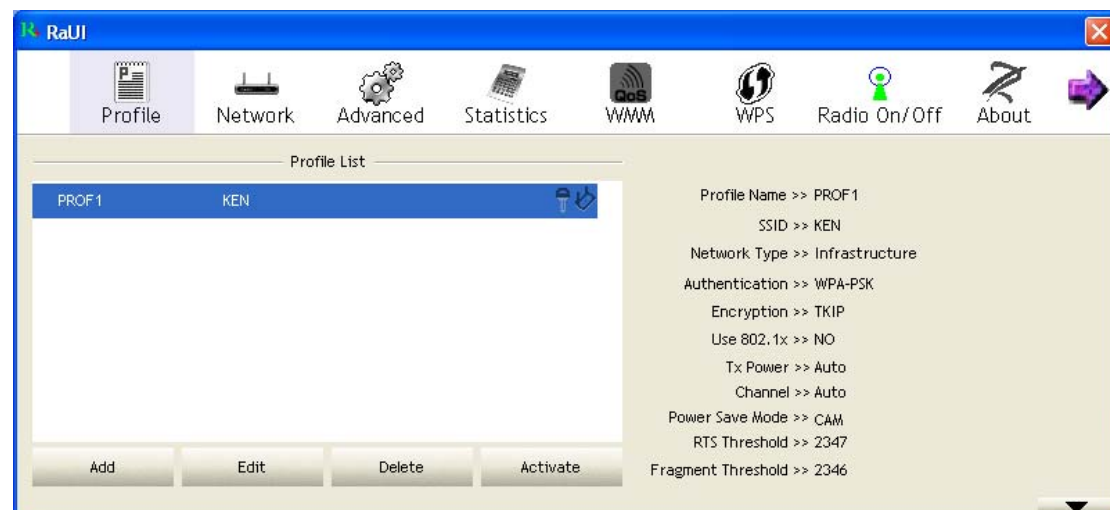 RaUI
Profile Network Advanced Statistics QoS WMM WPS Radio On/Off About
Profile List
PROF1 KEN
Add Edit Delete Activate
Profile Name >> PROF1
SSID >> KEN
Network Type >> Infrastructure
Authentication >> WPA-PSK
Encryption >> TKIP
Use 802.1x >> NO
Tx Power >> Auto
Channel >> Auto
Power Save Mode >> CAM
RTS Threshold >> 2347
Fragment Threshold >> 2346